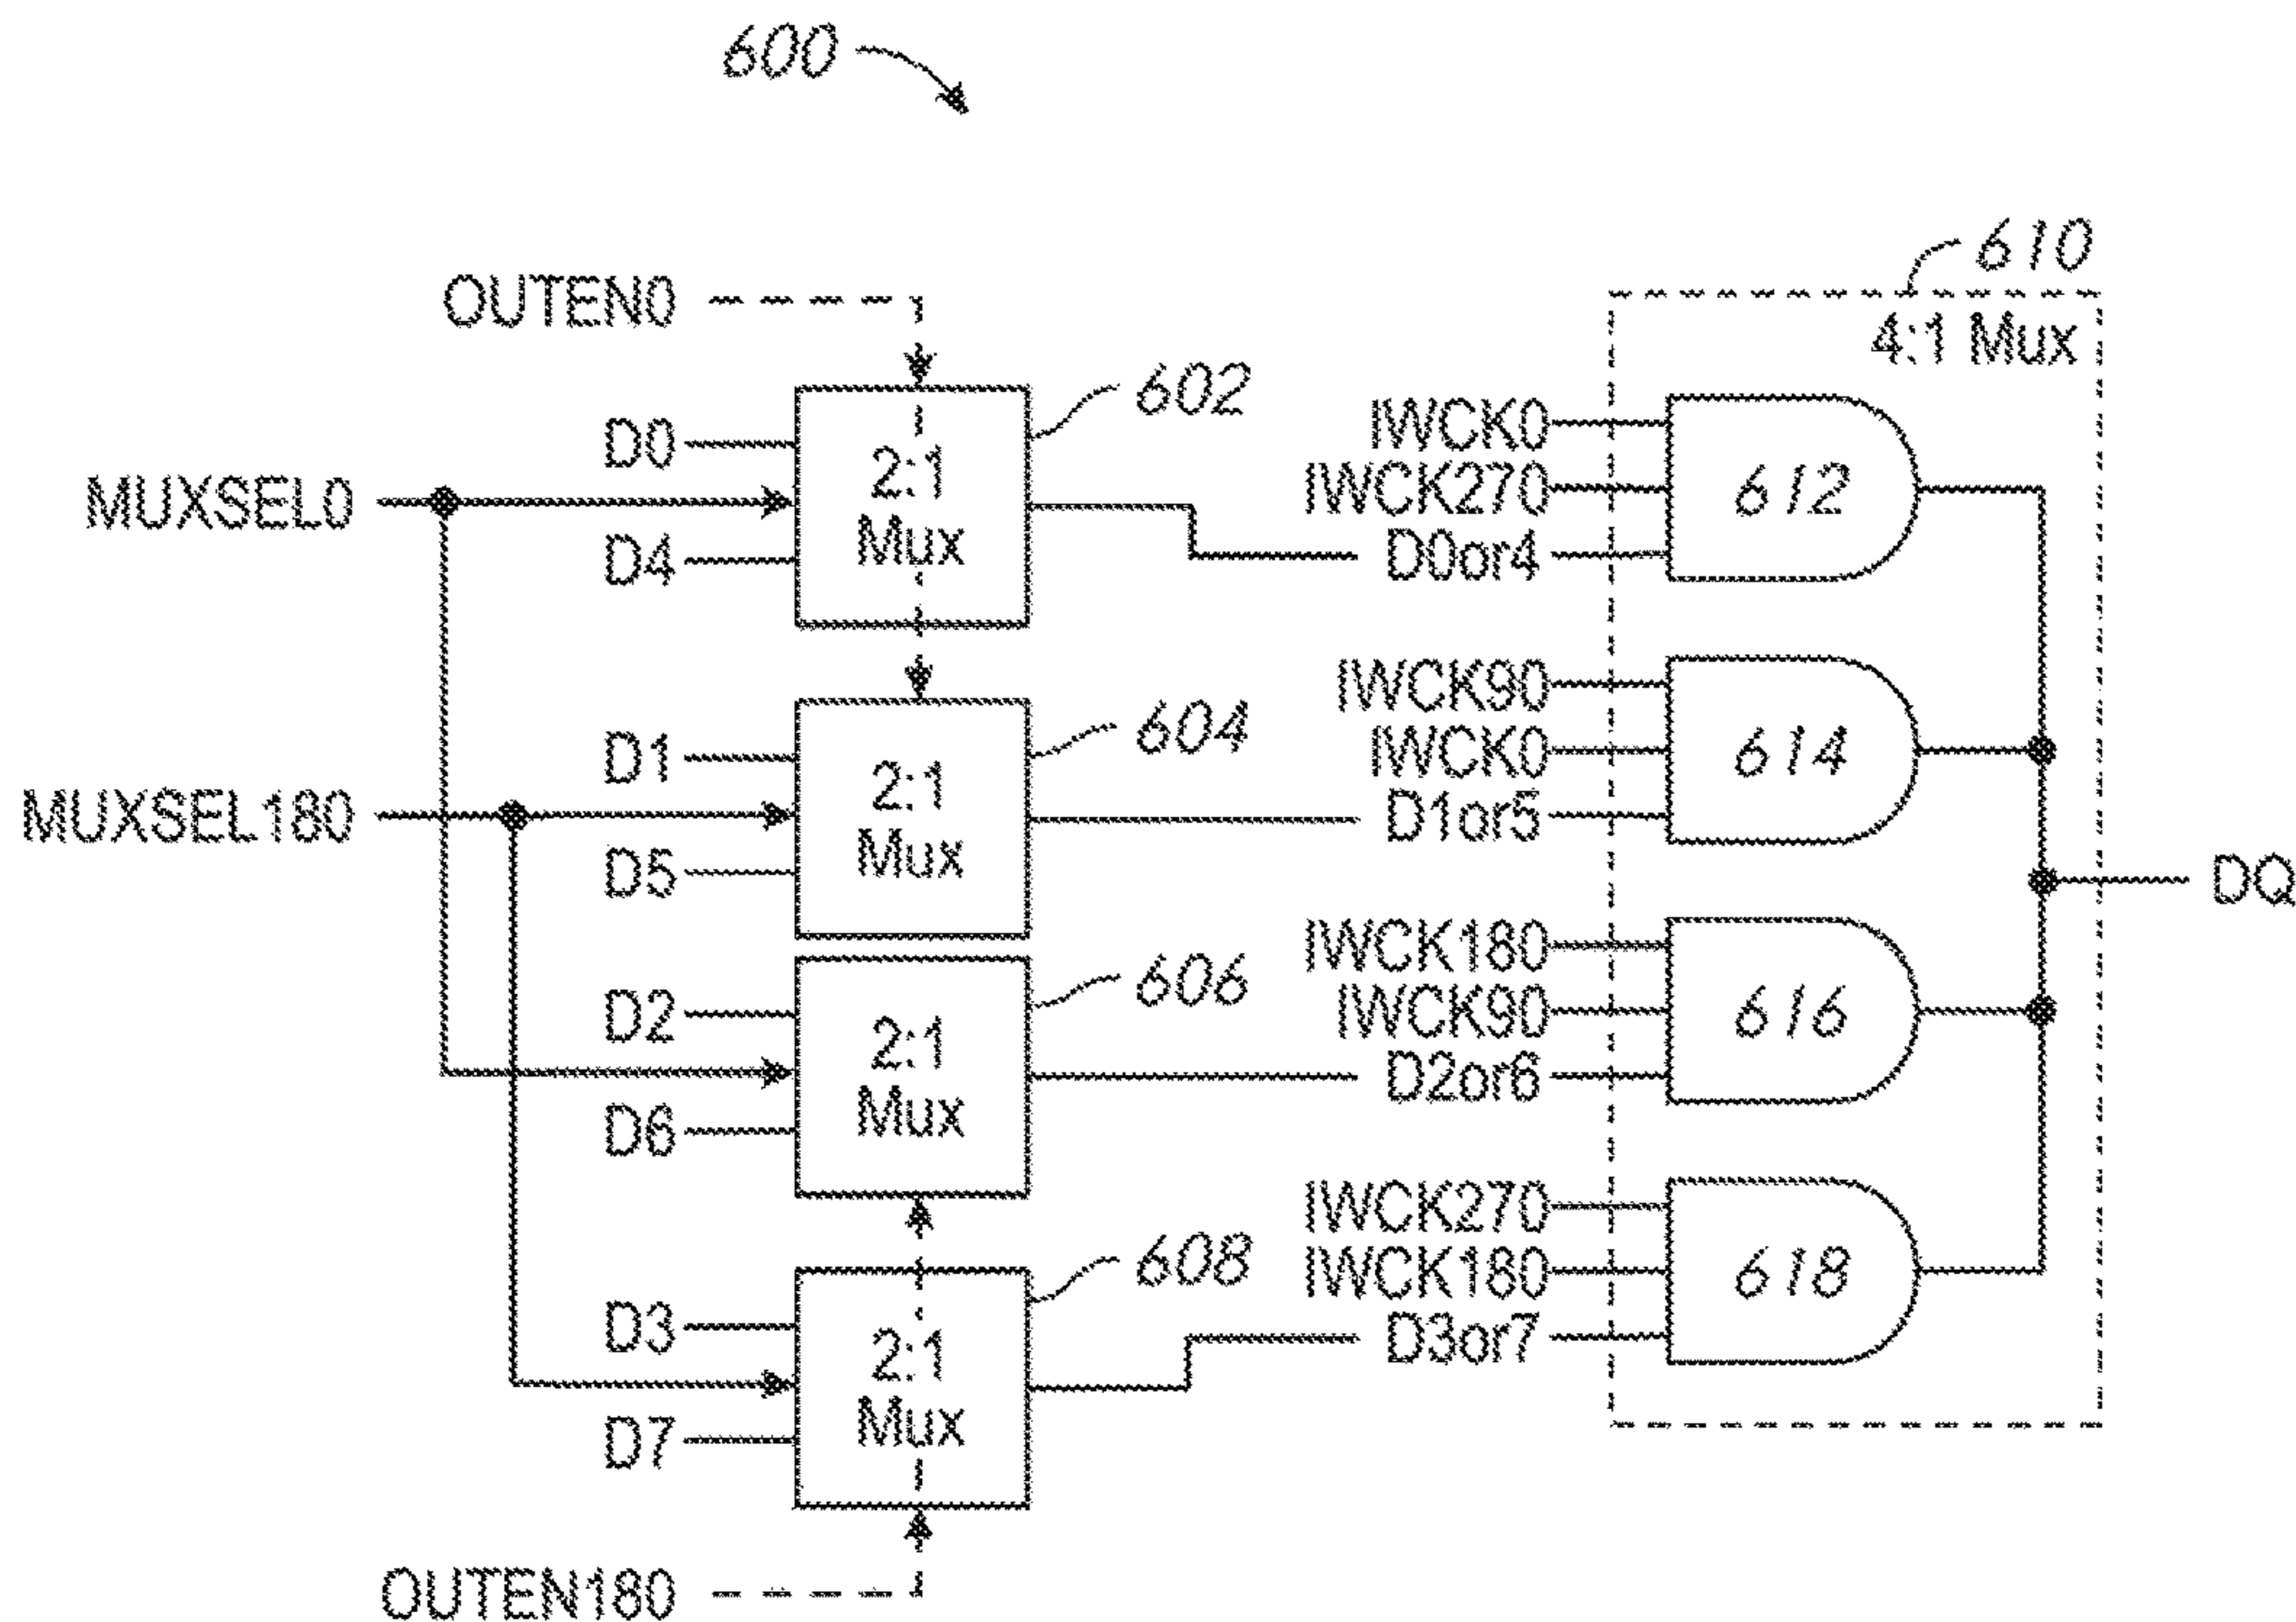 600
610
OUTEN0
4:1 Mux
602
D0
MUXSEL0
D4
2:1
Mux
IWCK0
IWCK270
D0or4
612
604
D1
MUXSEL180
D5
2:1
Mux
IWCK90
IWCK0
D1or5
614
DQ
606
D2
D6
2:1
Mux
IWCK180
IWCK90
D2or6
616
608
D3
D7
2:1
Mux
IWCK270
IWCK180
D3or7
618
OUTEN180